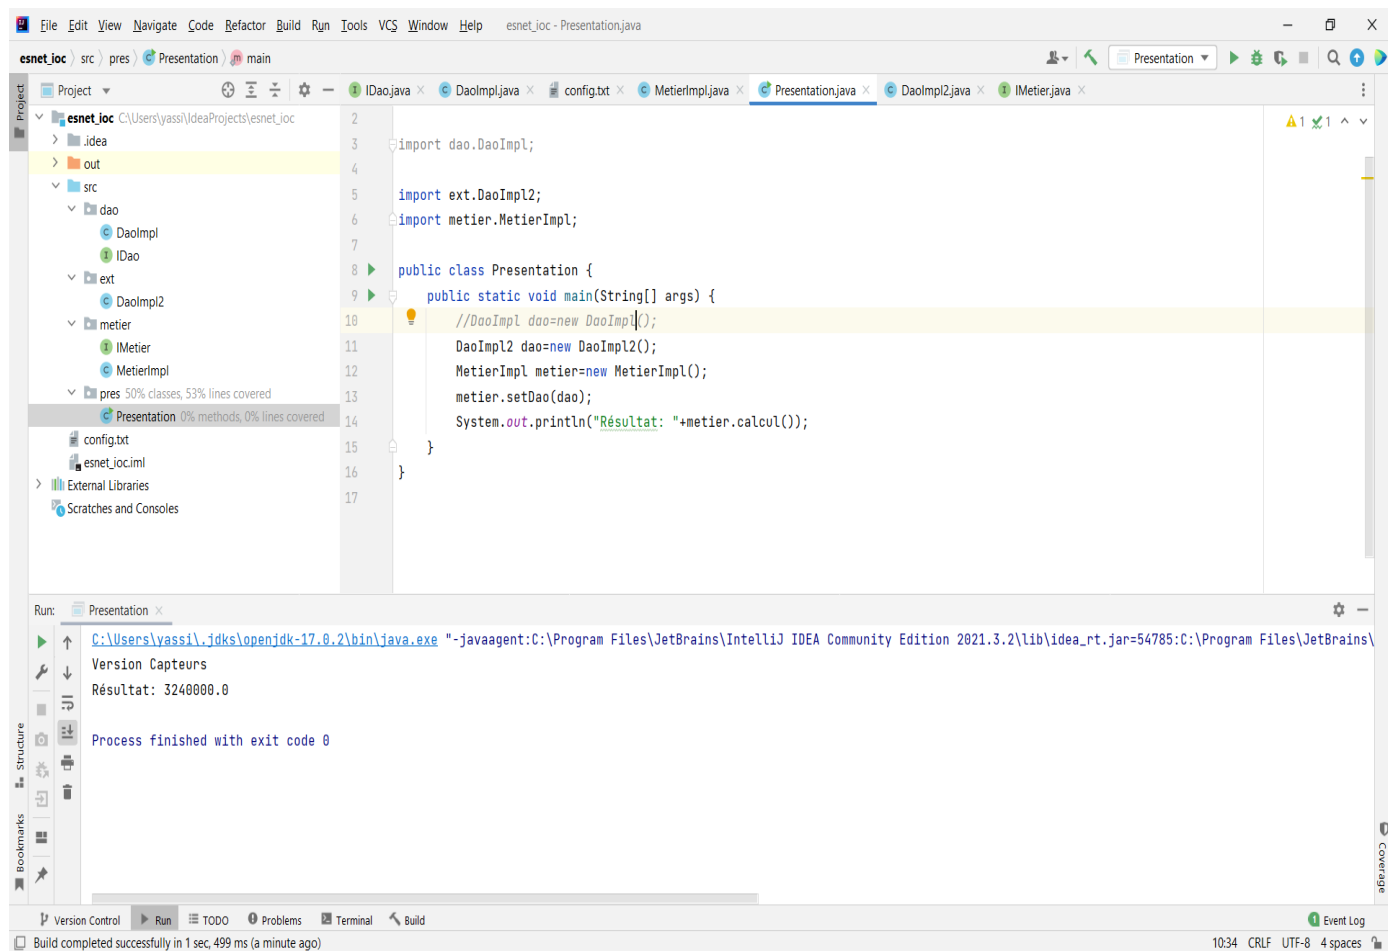 File Edit View Navigate Code Refactor Build Run Tools VCS Window Help esnet_ioc - Presentation.java
esnet_ioc src pres Presentation main Presentation
Project
Project
IDao.java DaoImpl.java config.txt MetierImpl.java Presentation.java DaoImpl2.java IMetier.java
esnet_ioc C:\Users\yassi\IdeaProjects\esnet_ioc
.idea
out
src
dao
DaoImpl
IDao
ext
DaoImpl2
metier
IMetier
MetierImpl
pres 50% classes, 53% lines covered
Presentation 0% methods, 0% lines covered
config.txt
esnet_ioc.iml
External Libraries
Scratches and Consoles
1 1
2
3 import dao.DaoImpl;
4
5 import ext.DaoImpl2;
6 import metier.MetierImpl;
7
8 public class Presentation {
9 public static void main(String[] args) {
10 //DaoImpl dao=new DaoImpl();
11 DaoImpl2 dao=new DaoImpl2();
12 MetierImpl metier=new MetierImpl();
13 metier.setDao(dao);
14 System.out.println("Résultat: "+metier.calcul());
15 }
16 }
17
Run: Presentation
C:\Users\yassi\.jdks\openjdk-17.0.2\bin\java.exe "-javaagent:C:\Program Files\JetBrains\IntelliJ IDEA Community Edition 2021.3.2\lib\idea_rt.jar=54785:C:\Program Files\JetBrains\
Version Capteurs
Résultat: 3240000.0
Process finished with exit code 0
Structure
Bookmarks
Coverage
Version Control Run TODO Problems Terminal Build 1 Event Log
Build completed successfully in 1 sec, 499 ms (a minute ago) 10:34 CRLF UTF-8 4 spaces